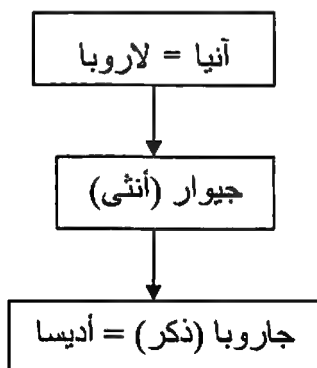 آنيا = لاروبا
جيوار (أنثى)
جاروبا (ذكر) = أديسا